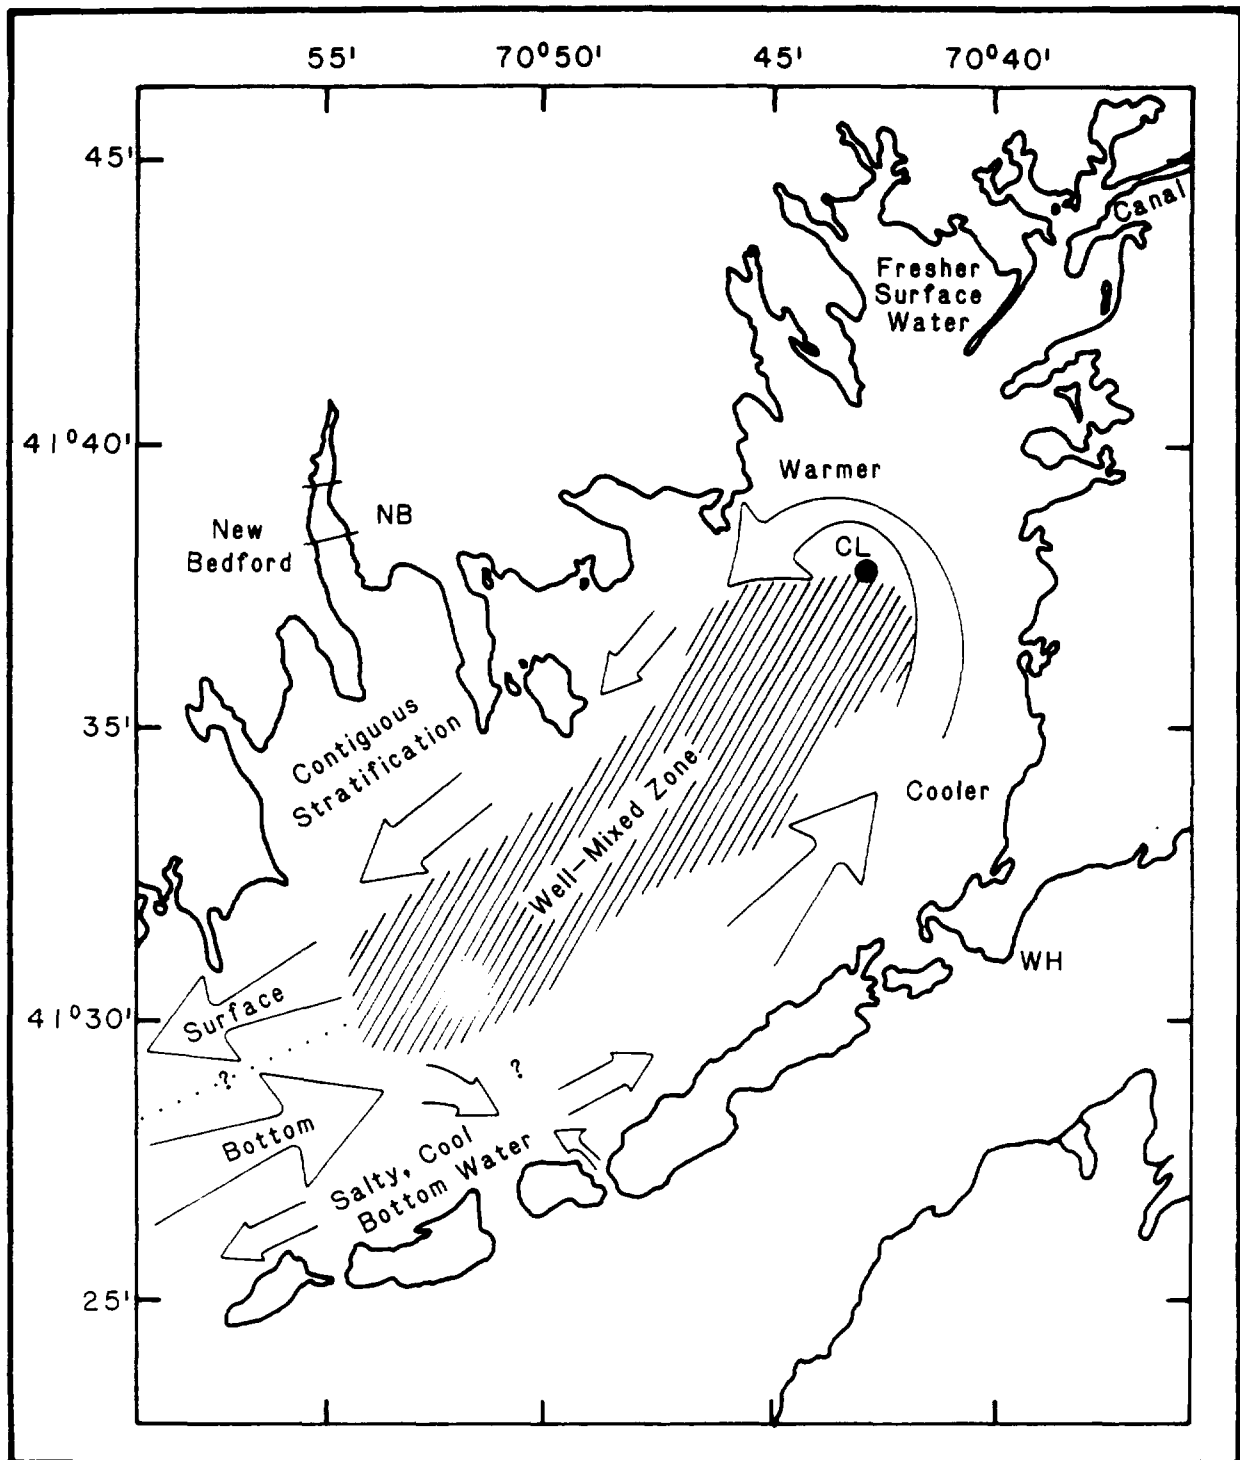 55' 70°50' 45' 70°40'
45'
Canal
Fresher
Surface
Water
41°40'
Warmer
NB
New
Bedford
CL
35'
Contiguous
Stratification
Well-Mixed Zone
Cooler
WH
Surface
41°30'
?
?
Bottom
Salty, Cool
Bottom Water
25'